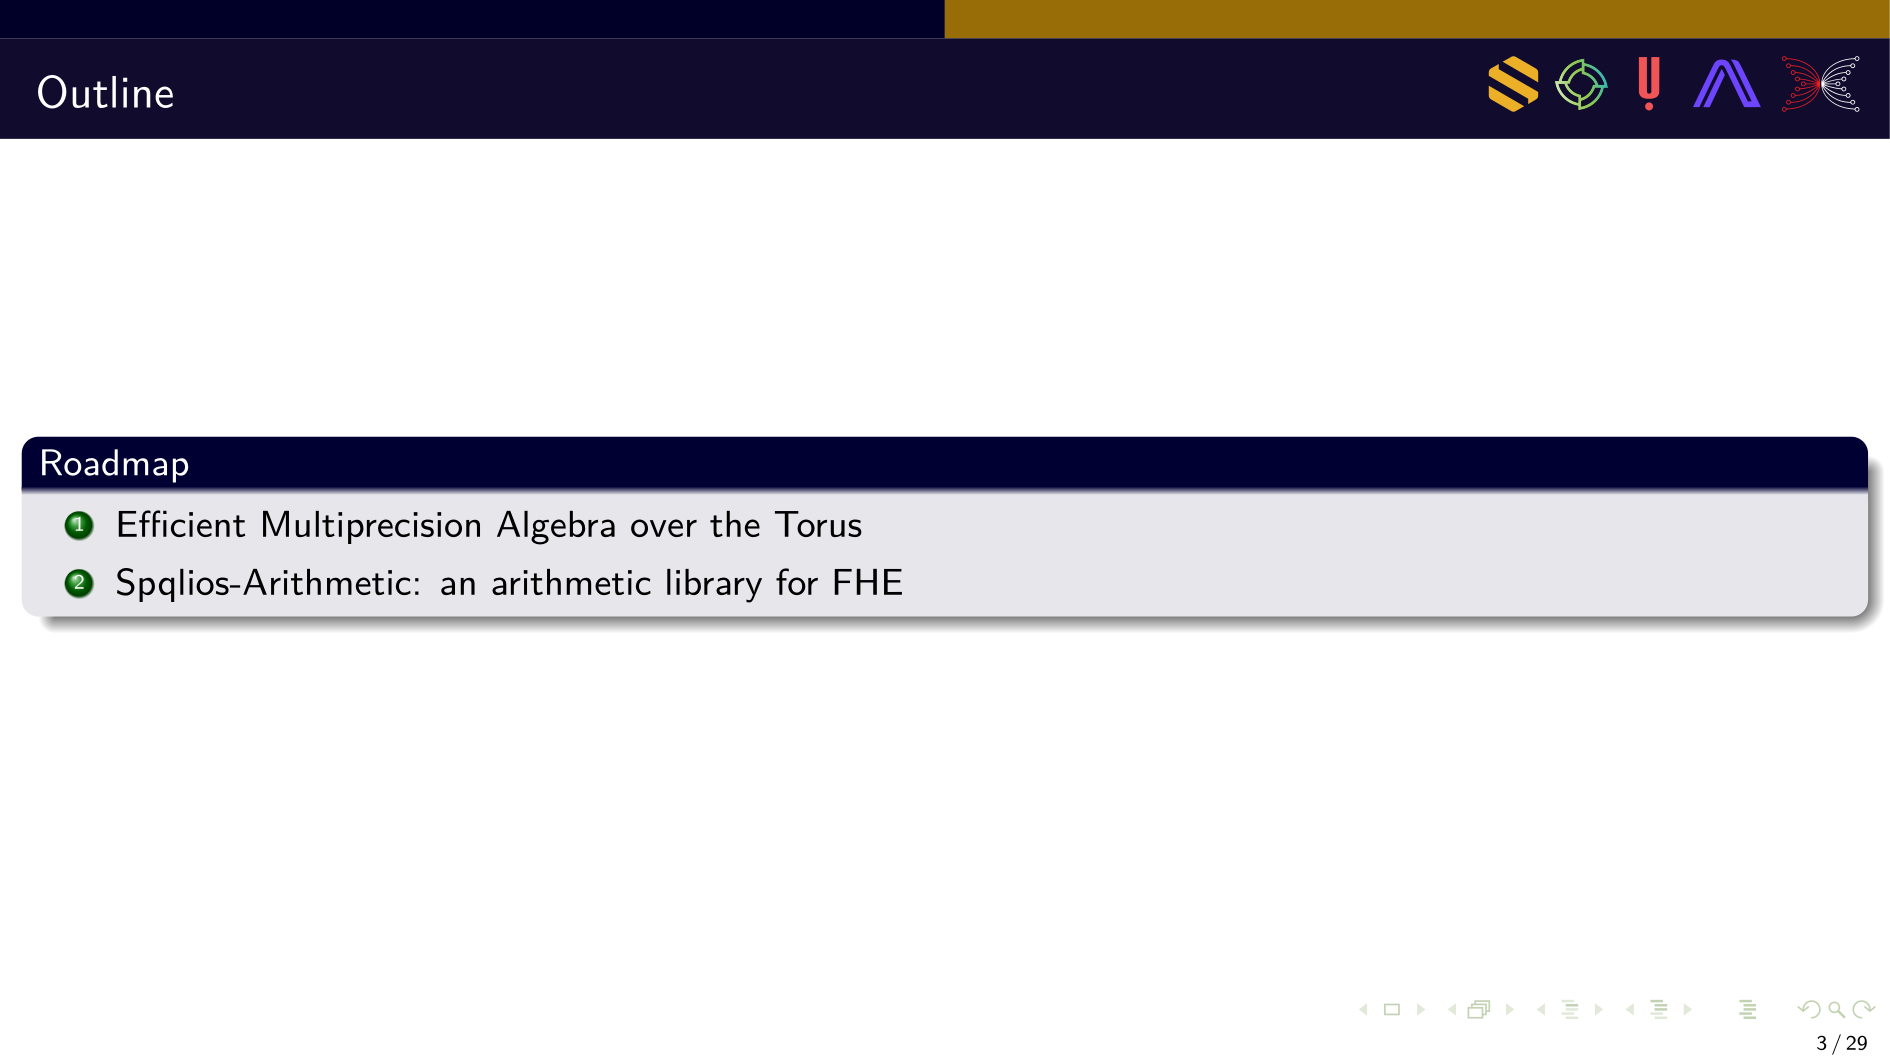 Outline
Roadmap
1 Efficient Multiprecision Algebra over the Torus
2 Spqlios-Arithmetic: an arithmetic library for FHE
3 / 29